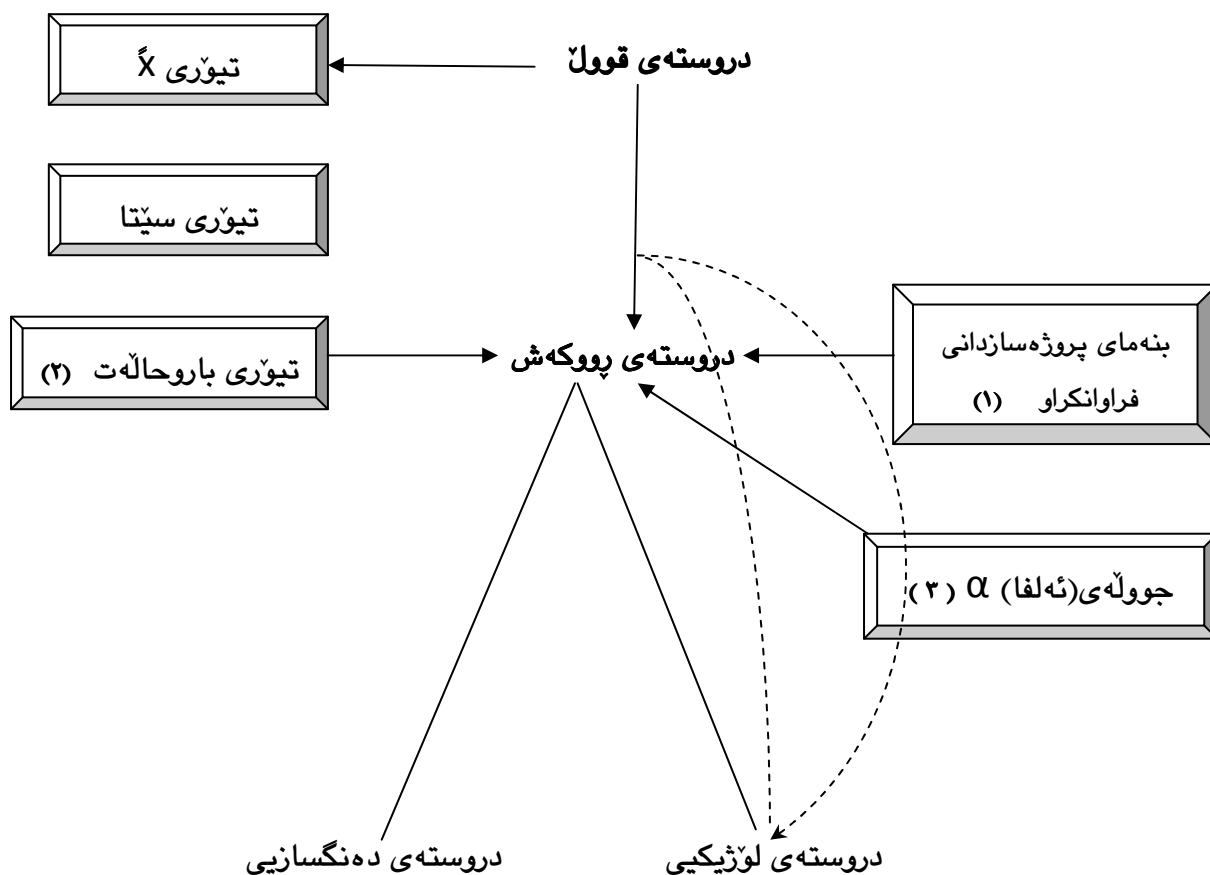 دروستەی قووڵ
تیۆری X گ
تیۆری سێتا
بنەمای پروژەسازدانی
فراوانکراو (١)
دروستەی ڕووکەش
تیۆری باروحاڵەت (٢)
جووڵەی(ئەلفا) α (٣)
دروستەی لۆژیکیی
دروستەی دەنگسازیی